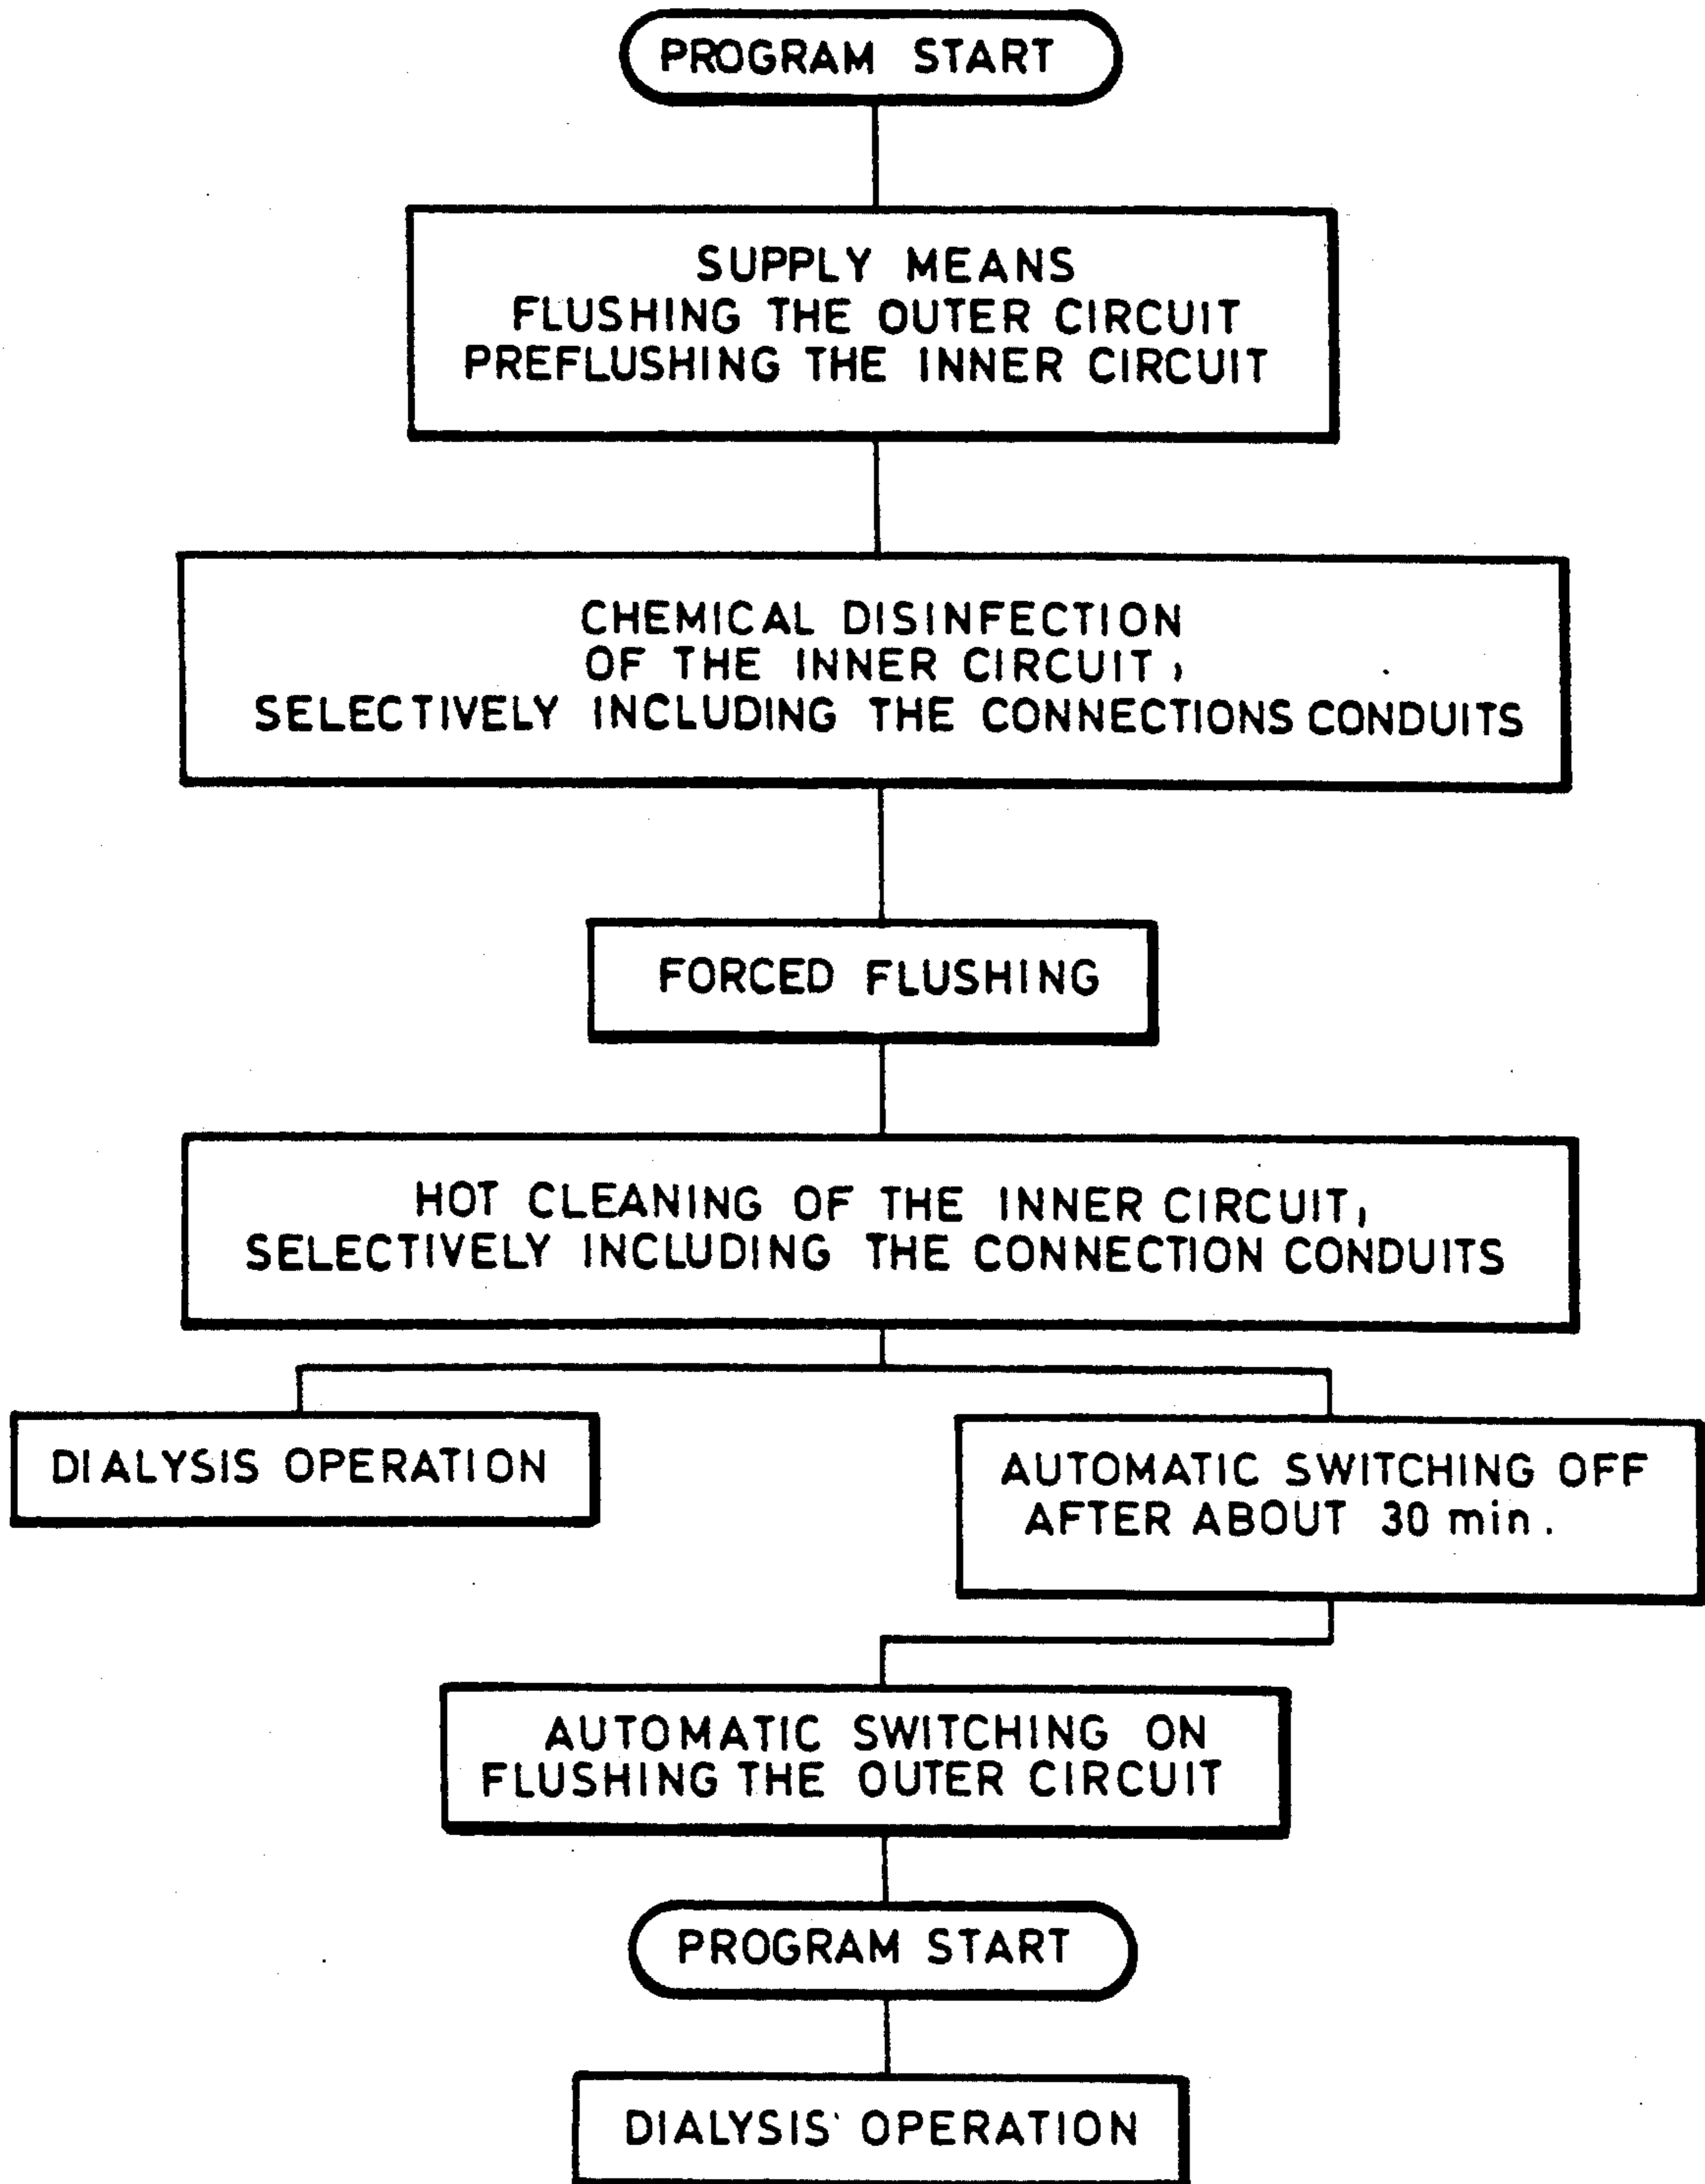 PROGRAM START
SUPPLY MEANS
FLUSHING THE OUTER CIRCUIT
PREFLUSHING THE INNER CIRCUIT
CHEMICAL DISINFECTION
OF THE INNER CIRCUIT,
SELECTIVELY INCLUDING THE CONNECTIONS CONDUITS
FORCED FLUSHING
HOT CLEANING OF THE INNER CIRCUIT,
SELECTIVELY INCLUDING THE CONNECTION CONDUITS
DIALYSIS OPERATION
AUTOMATIC SWITCHING OFF
AFTER ABOUT 30 min.
AUTOMATIC SWITCHING ON
FLUSHING THE OUTER CIRCUIT
PROGRAM START
DIALYSIS OPERATION